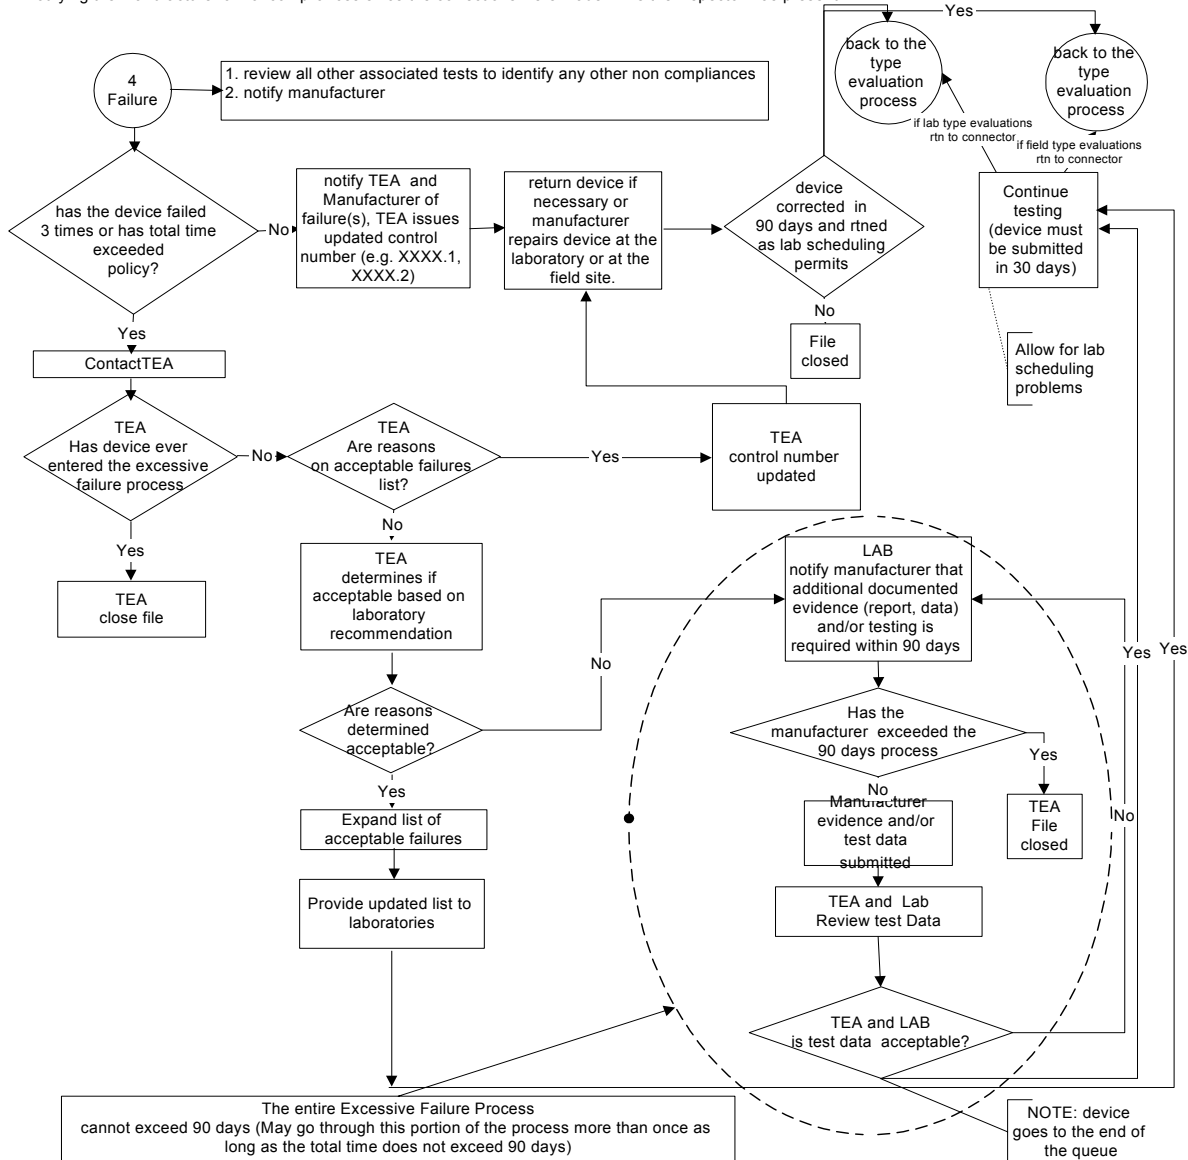 Yes
4
Failure
1. review all other associated tests to identify any other non compliances
2. notify manufacturer
back to the
type
evaluation
process
back to the
type
evaluation
process
if lab type evaluations
rtn to connector
if field type evaluations
rtn to connector
has the device failed
3 times or has total time
exceeded
policy?
No
notify TEA and
Manufacturer of
failure(s), TEA issues
updated control
number (e.g. XXXX.1,
XXXX.2)
return device if
necessary or
manufacturer
repairs device at the
laboratory or at the
field site.
device
corrected in
90 days and rtned
as lab scheduling
permits
Continue
testing
(device must
be submitted
in 30 days)
Yes
No
File
closed
Allow for lab
scheduling
problems
ContactTEA
TEA
Has device ever
entered the excessive
failure process
No
TEA
Are reasons
on acceptable failures
list?
Yes
TEA
control number
updated
Yes
TEA
close file
No
TEA
determines if
acceptable based on
laboratory
recommendation
No
LAB
notify manufacturer that
additional documented
evidence (report, data)
and/or testing is
required within 90 days
Yes
Yes
Are reasons
determined
acceptable?
Has the
manufacturer exceeded the
90 days process
Yes
Yes
No
Expand list of
acceptable failures
Manufacturer
evidence and/or
test data
submitted
TEA
File
closed
No
Provide updated list to
laboratories
TEA and Lab
Review test Data
TEA and LAB
is test data acceptable?
The entire Excessive Failure Process
cannot exceed 90 days (May go through this portion of the process more than once as
long as the total time does not exceed 90 days)
NOTE: device
goes to the end of
the queue